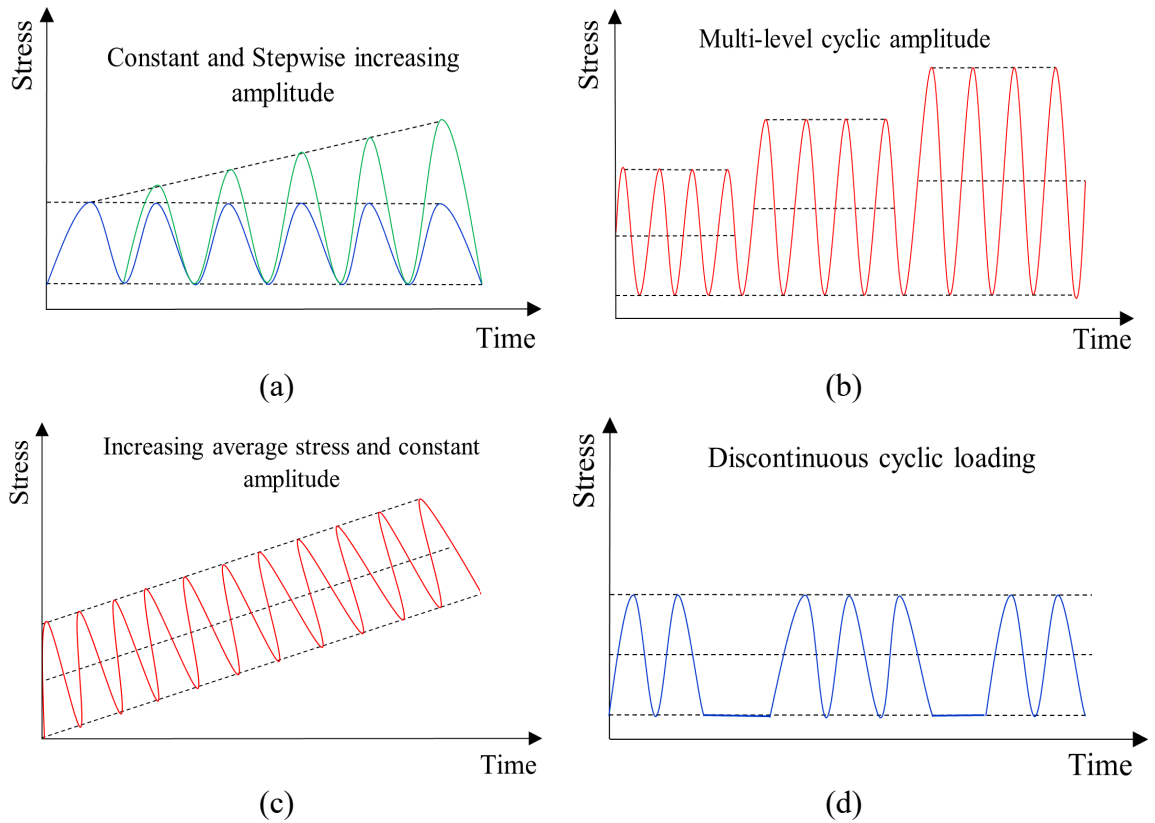 Stress
Constant and Stepwise increasing
amplitude
Time
(a)
Stress
Multi-level cyclic amplitude
Time
(b)
Stress
Increasing average stress and constant
amplitude
Time
(c)
Stress
Discontinuous cyclic loading
Time
(d)